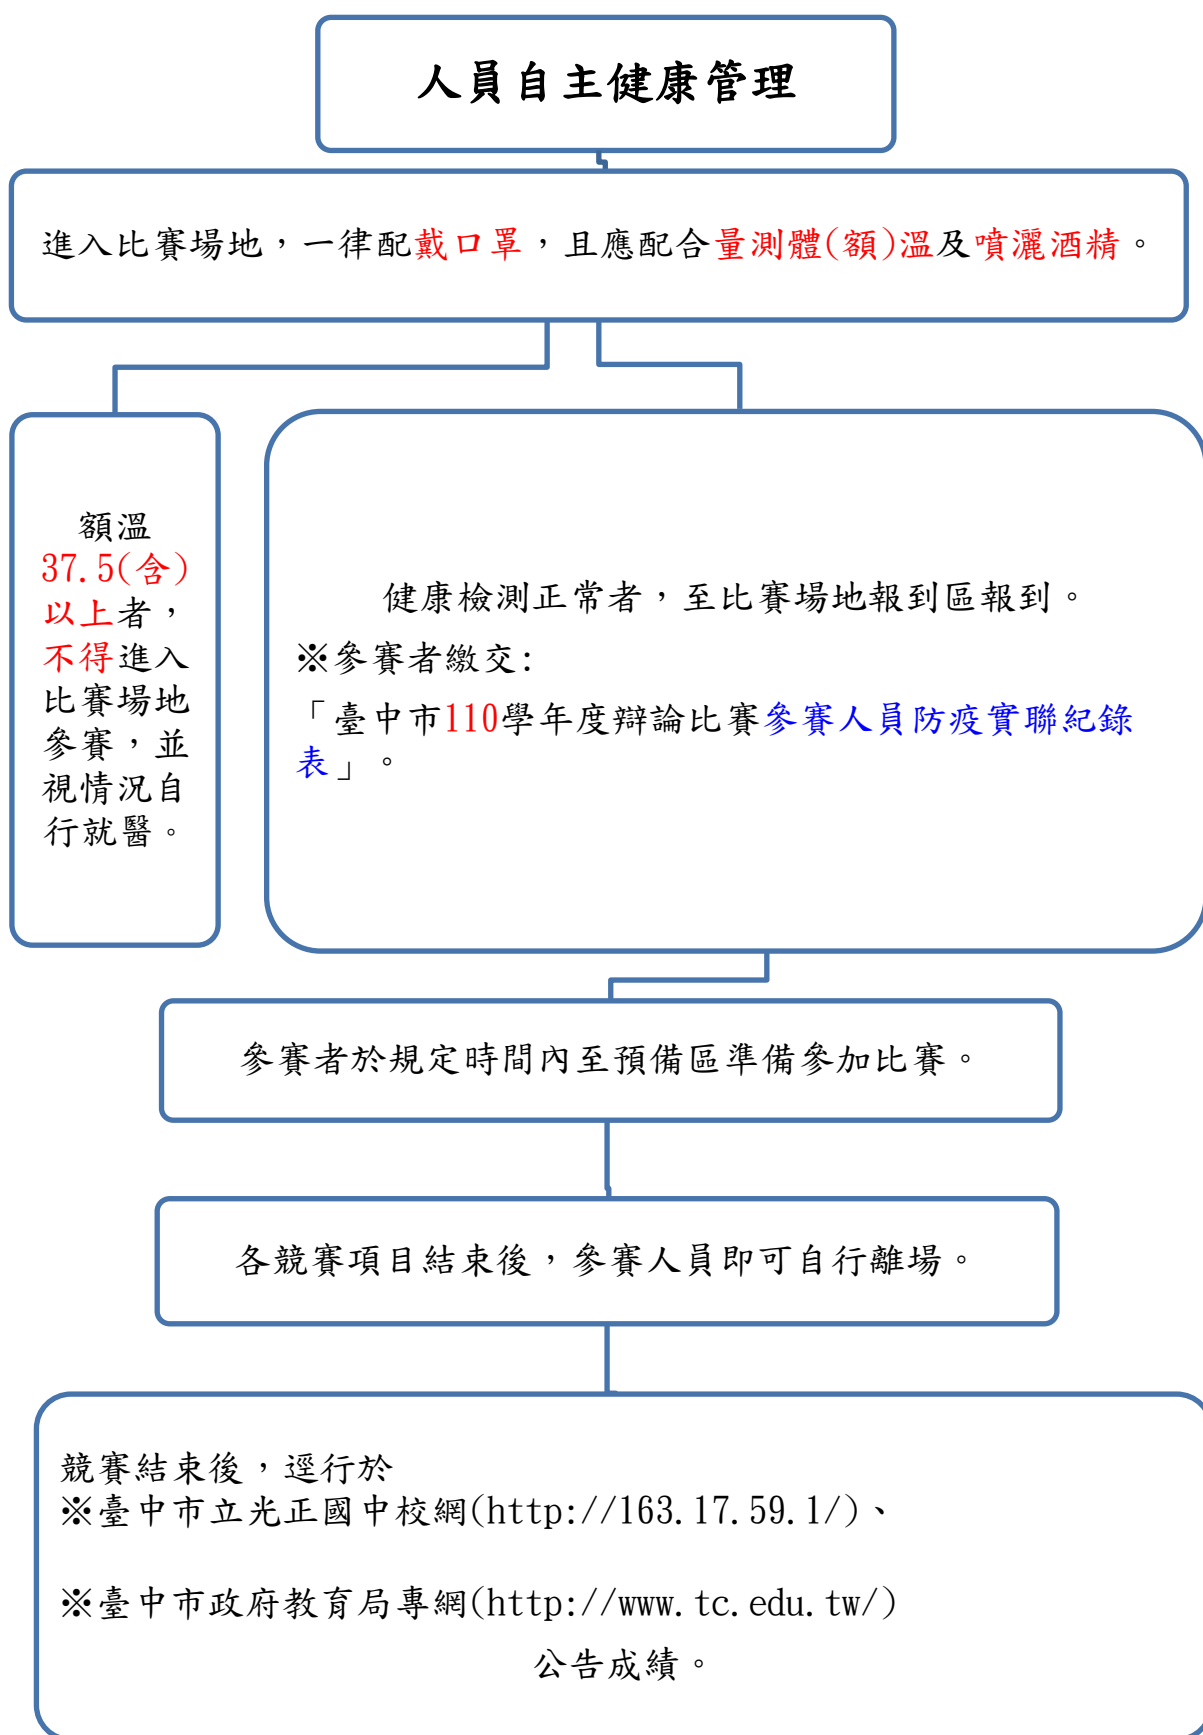 人員自主健康管理
進入比賽場地，一律配戴口罩，且應配合量測體(額)溫及噴灑酒精。
額溫
37.5(含)
以上者，
不得進入
比賽場地
參賽，並
視情況自
行就醫。
健康檢測正常者，至比賽場地報到區報到。
※參賽者繳交:
「臺中市110學年度辯論比賽參賽人員防疫實聯紀錄
表」。
參賽者於規定時間內至預備區準備參加比賽。
各競賽項目結束後，參賽人員即可自行離場。
競賽結束後，逕行於
※臺中市立光正國中校網(http://163.17.59.1/)、
※臺中市政府教育局專網(http://www.tc.edu.tw/)
公告成績。